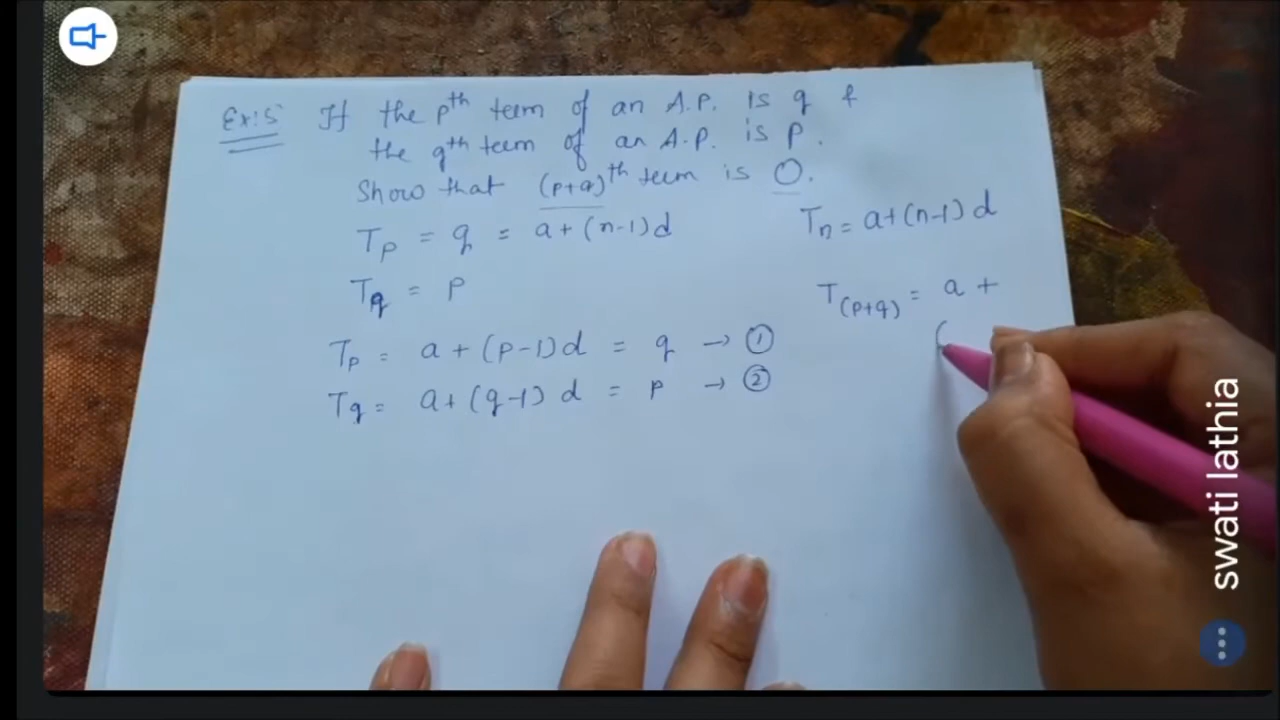 Ex:5 If the pth term of an A.P. is q &
the qth term of an A.P. is p.
Show that (p+q)th term is 0.
Tp = q = a+(n-1)d
Tn = a+(n-1)d
Tq = p
T(p+q) = a +
(
Tp = a + (p-1)d = q → ①
Tq = a+ (q-1) d = p → ②
swati lathia